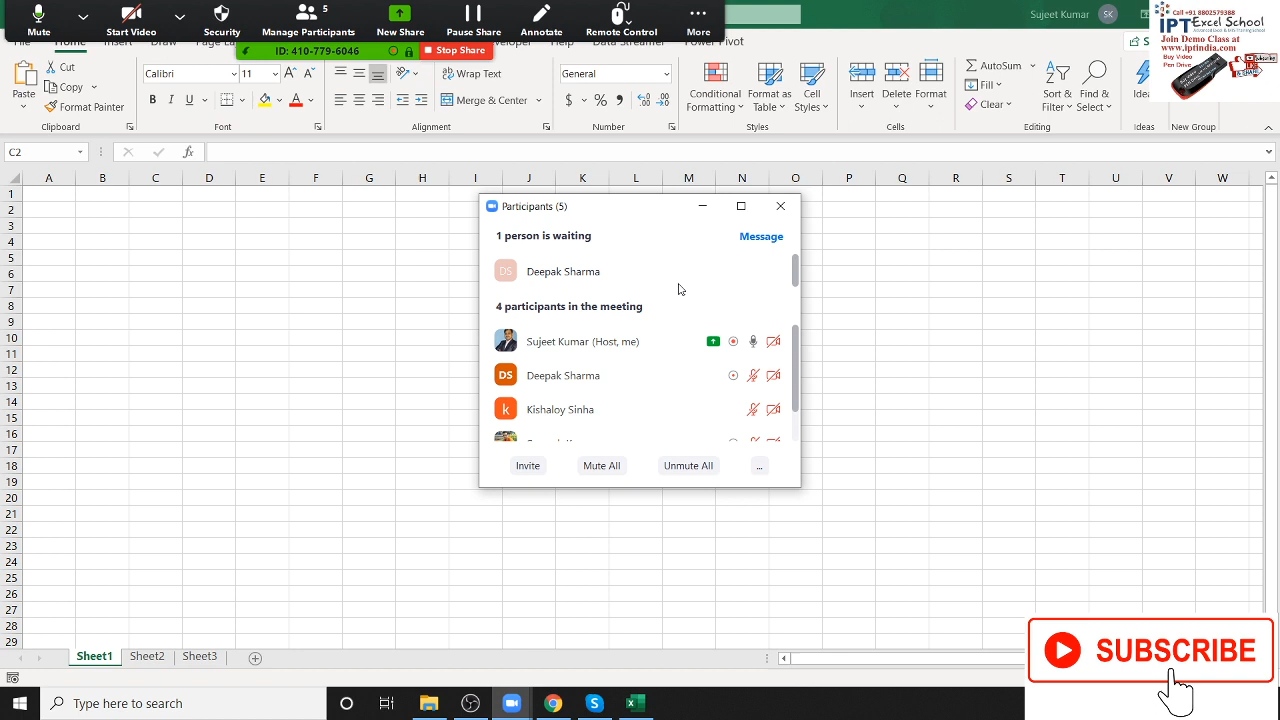 Mute
Start Video
Security
Manage Participants
5
New Share
Pause Share
Annotate
Remote Control
More
ID: 410-779-6046
Stop Share
Sujeet Kumar
SK
Call +91 8802579388
IPT Excel School
Join Demo Class at
www.iptindia.com
Buy Video
Pen Drive
Subscribe
Home
Power Pivot
Data Streamer
Paste
Cut
Copy
Format Painter
Clipboard
Calibri
11
B I U
Font
Wrap Text
Merge & Center
Alignment
General
$ % ,
Number
Conditional
Formatting
Format as
Table
Cell
Styles
Styles
Insert
Delete
Format
Cells
AutoSum
Fill
Clear
Sort &
Filter
Find &
Select
Editing
Ideas
New Group
C2
fx
A B C D E F G H I J K L M N O P Q R S T U V W
1
2
3
4
5
6
7
8
9
10
11
12
13
14
15
16
17
18
19
20
21
22
23
24
25
26
27
28
29
Participants (5)
1 person is waiting
Message
DS
Deepak Sharma
4 participants in the meeting
Sujeet Kumar (Host, me)
DS
Deepak Sharma
k
Kishaloy Sinha
Invite
Mute All
Unmute All
...
Sheet1
Sheet2
Sheet3
SUBSCRIBE
Type here to search